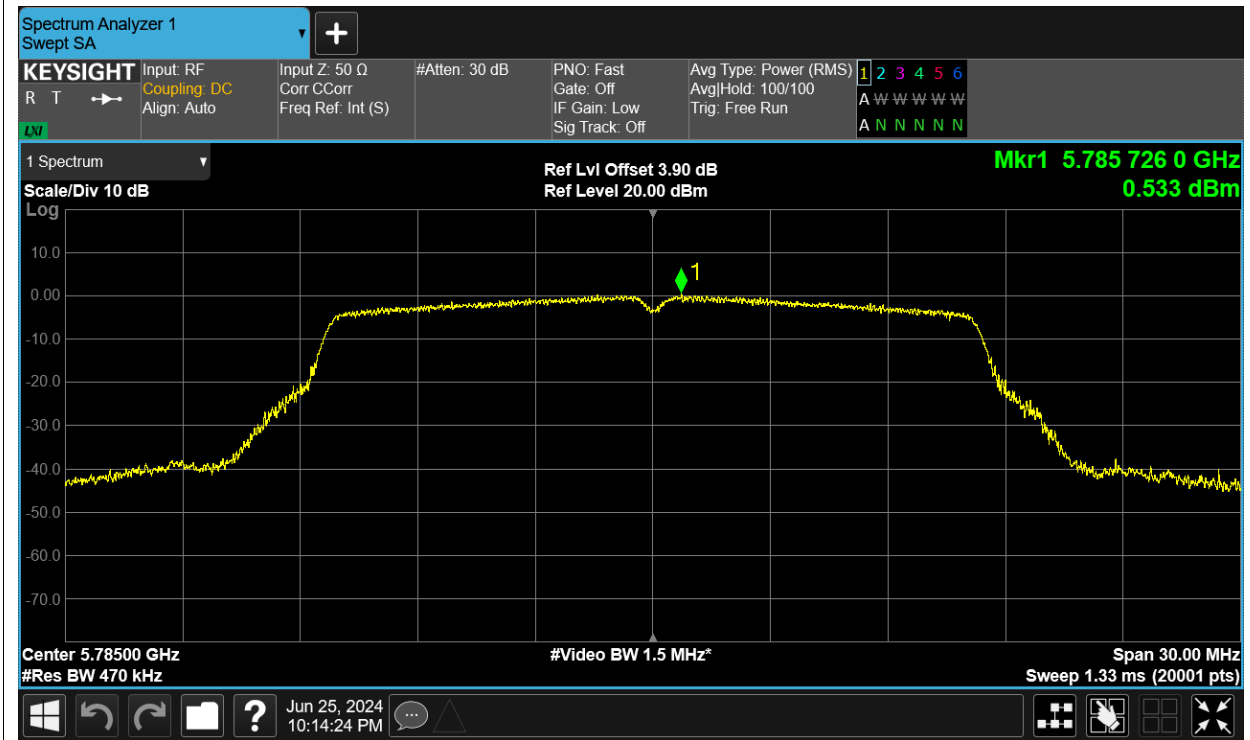 Spectrum Analyzer 1
Swept SA
KEYSIGHT
R T
LXI
Input: RF
Coupling: DC
Align: Auto
Input Z: 50 Ω
Corr CCorr
Freq Ref: Int (S)
#Atten: 30 dB
PNO: Fast
Gate: Off
IF Gain: Low
Sig Track: Off
Avg Type: Power (RMS)
Avg|Hold: 100/100
Trig: Free Run
1 2 3 4 5 6
A W W W W W
A N N N N N
1 Spectrum
Scale/Div 10 dB
Log
Ref Lvl Offset 3.90 dB
Ref Level 20.00 dBm
Mkr1 5.785 726 0 GHz
0.533 dBm
1
10.0
0.00
-10.0
-20.0
-30.0
-40.0
-50.0
-60.0
-70.0
Center 5.78500 GHz
#Res BW 470 kHz
#Video BW 1.5 MHz*
Span 30.00 MHz
Sweep 1.33 ms (20001 pts)
?
Jun 25, 2024
10:14:24 PM